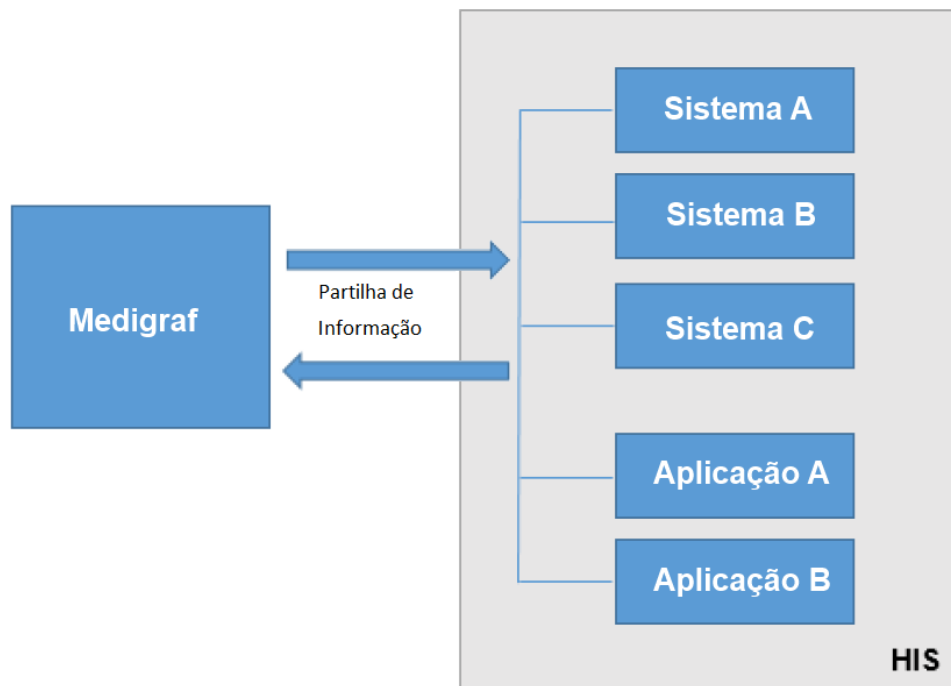 Sistema A
Sistema B
Medigraf
Partilha de
Informação
Sistema C
Aplicação A
Aplicação B
HIS